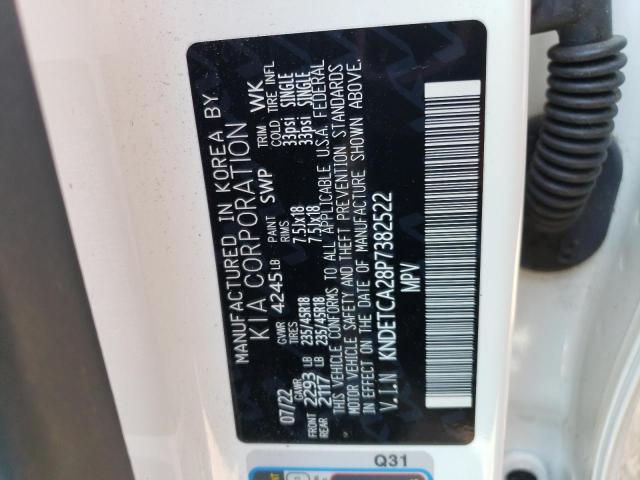 MANUFACTURED IN KOREA BY
KIA CORPORATION
07/22 GVWR 4245 LB PAINT SWP TRIM WK
GAWR TIRES RIMS COLD TIRE INFL
FRONT 2293 LB 235/45R18 7.5Jx18 33psi SINGLE
REAR 2117 LB 235/45R18 7.5Jx18 33psi SINGLE
THIS VEHICLE CONFORMS TO ALL APPLICABLE U.S.A. FEDERAL
MOTOR VEHICLE SAFETY AND THEFT PREVENTION STANDARDS
IN EFFECT ON THE DATE OF MANUFACTURE SHOWN ABOVE.
V.I.N KNDETCA28P7382522
MPV
Q31